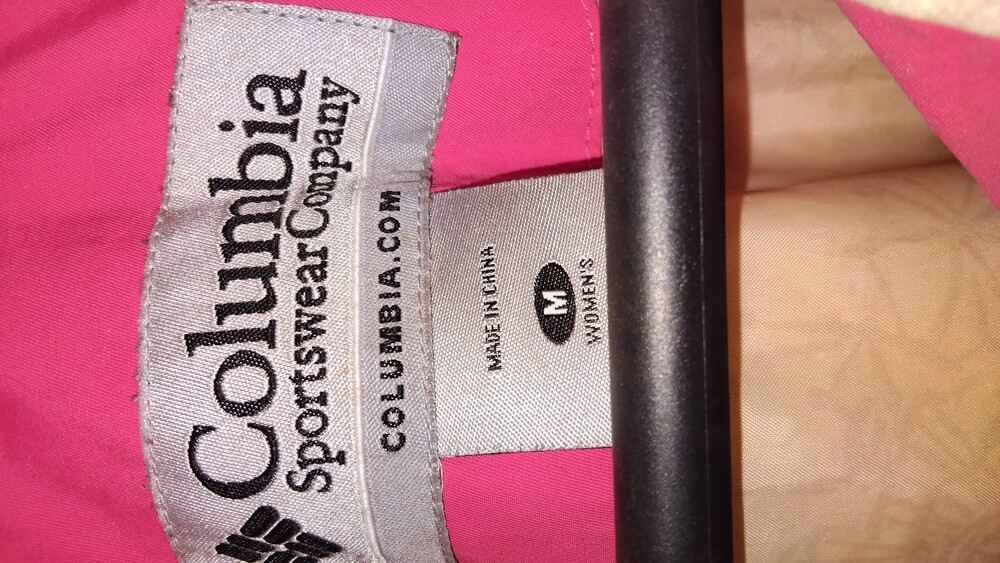 Columbia
Sportswear Company
COLUMBIA.COM
MADE IN CHINA
M
WOMEN'S